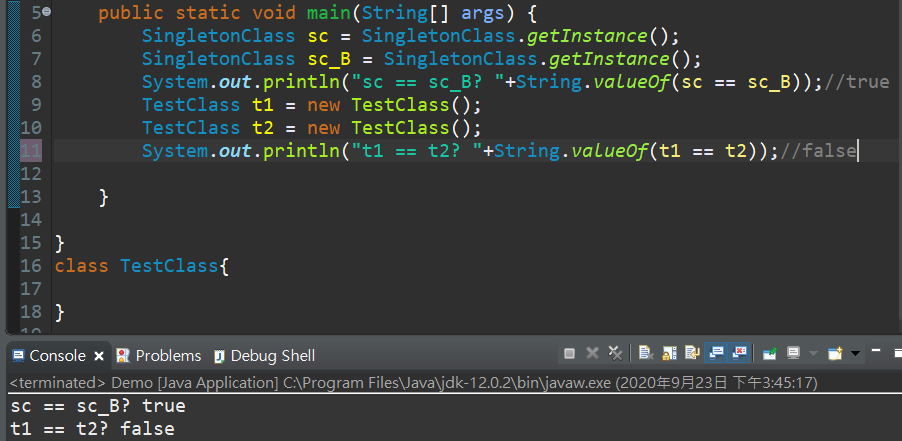 5 public static void main(String[] args) {
6 SingletonClass sc = SingletonClass.getInstance();
7 SingletonClass sc_B = SingletonClass.getInstance();
8 System.out.println("sc == sc_B? "+String.valueOf(sc == sc_B));//true
9 TestClass t1 = new TestClass();
10 TestClass t2 = new TestClass();
11 System.out.println("t1 == t2? "+String.valueOf(t1 == t2));//false
12
13 }
14
15 }
16 class TestClass{
17
18 }
Console Problems Debug Shell
<terminated> Demo [Java Application] C:\Program Files\Java\jdk-12.0.2\bin\javaw.exe (2020年9月23日 下午3:45:17)
sc == sc_B? true
t1 == t2? false